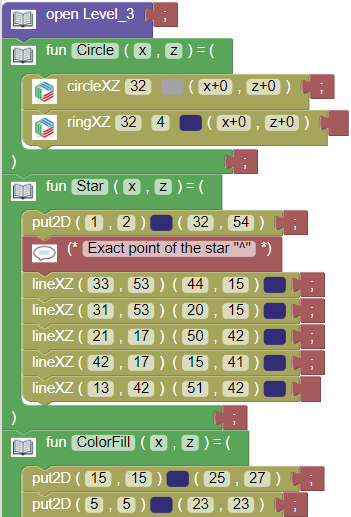 open Level_3 ;
fun Circle ( x , z ) = (
circleXZ 32 ( x+0 , z+0 ) ;
ringXZ 32 4 ( x+0 , z+0 )
) ;
fun Star ( x , z ) = (
put2D ( 1 , 2 ) ( 32 , 54 ) ;
(* Exact point of the star "^" *) ;
lineXZ ( 33 , 53 ) ( 44 , 15 ) ;
lineXZ ( 31 , 53 ) ( 20 , 15 ) ;
lineXZ ( 21 , 17 ) ( 50 , 42 ) ;
lineXZ ( 42 , 17 ) ( 15 , 41 ) ;
lineXZ ( 13 , 42 ) ( 51 , 42 ) ;
) ;
fun ColorFill ( x , z ) = (
put2D ( 15 , 15 ) ( 25 , 27 ) ;
put2D ( 5 , 5 ) ( 23 , 23 ) ;